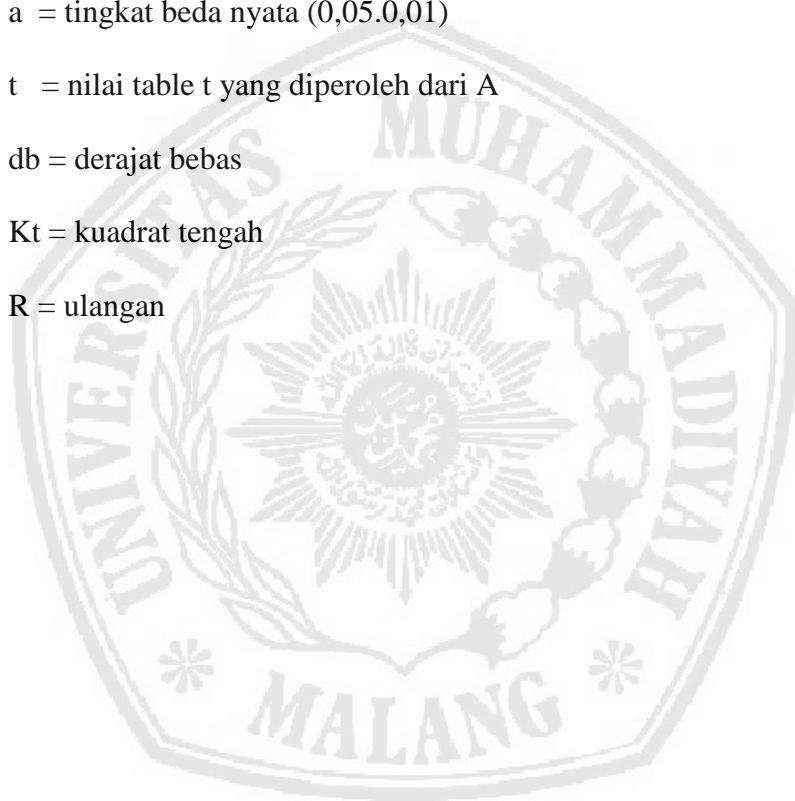 a = tingkat beda nyata (0,05.0,01)
t = nilai table t yang diperoleh dari A
db = derajat bebas
Kt = kuadrat tengah
R = ulangan
UNIVERSITAS MUHAMMADIYAH
MALANG